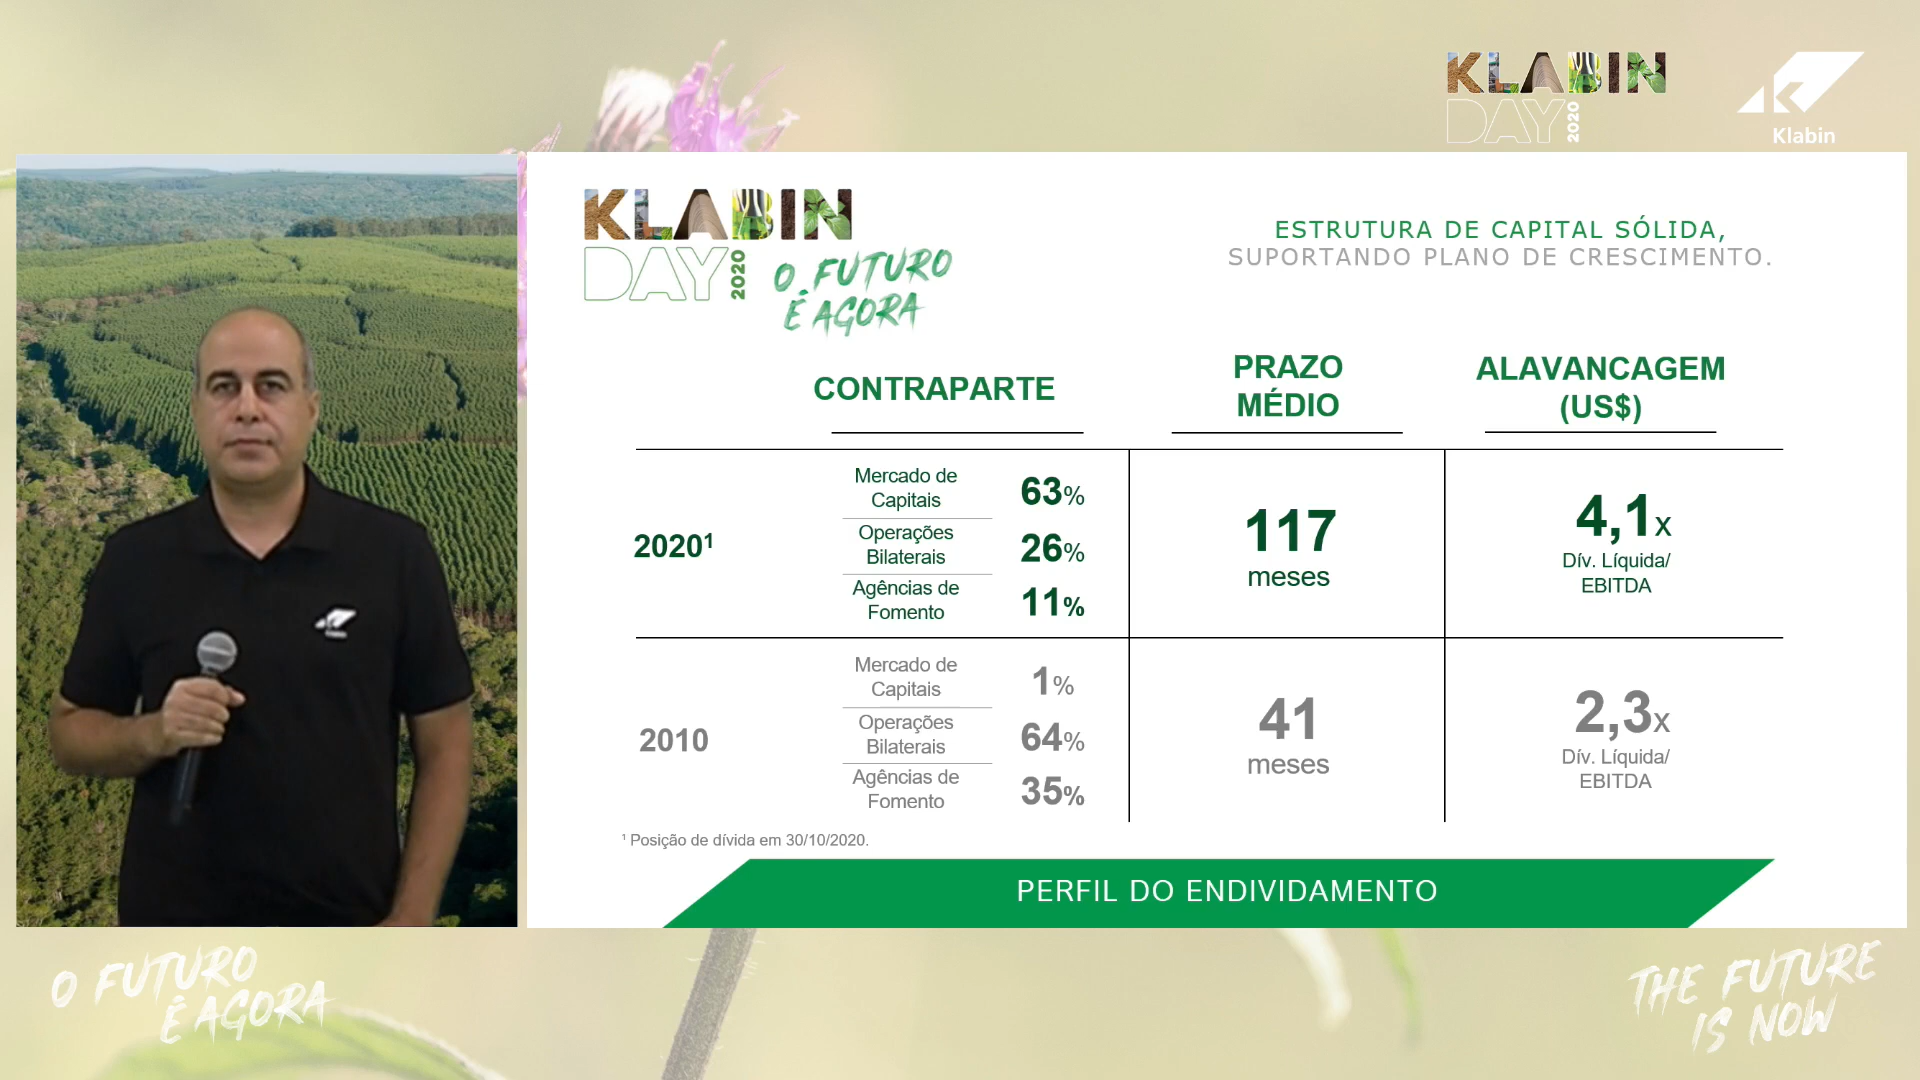 KLABIN
DAY 2020
Klabin
KLABIN
DAY 2020
O FUTURO
É AGORA
ESTRUTURA DE CAPITAL SÓLIDA,
SUPORTANDO PLANO DE CRESCIMENTO.
CONTRAPARTE
PRAZO
MÉDIO
ALAVANCAGEM
(US$)
2020¹
Mercado de
Capitais
63%
Operações
Bilaterais
26%
Agências de
Fomento
11%
117
meses
4,1x
Dív. Líquida/
EBITDA
2010
Mercado de
Capitais
1%
Operações
Bilaterais
64%
Agências de
Fomento
35%
41
meses
2,3x
Dív. Líquida/
EBITDA
¹ Posição de dívida em 30/10/2020.
PERFIL DO ENDIVIDAMENTO
Klabin
O FUTURO
É AGORA
THE FUTURE
IS NOW